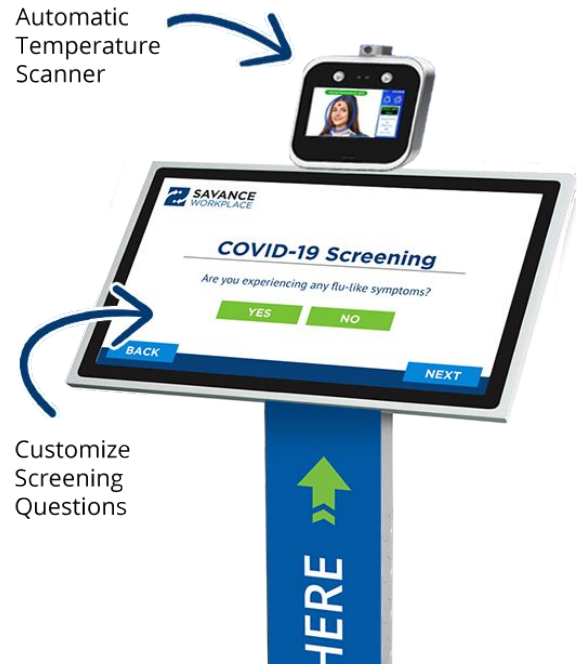 Automatic
Temperature
Scanner
SAVANCE
WORKPLACE
COVID-19 Screening
Are you experiencing any flu-like symptoms?
YES
NO
BACK
NEXT
Customize
Screening
Questions
HERE